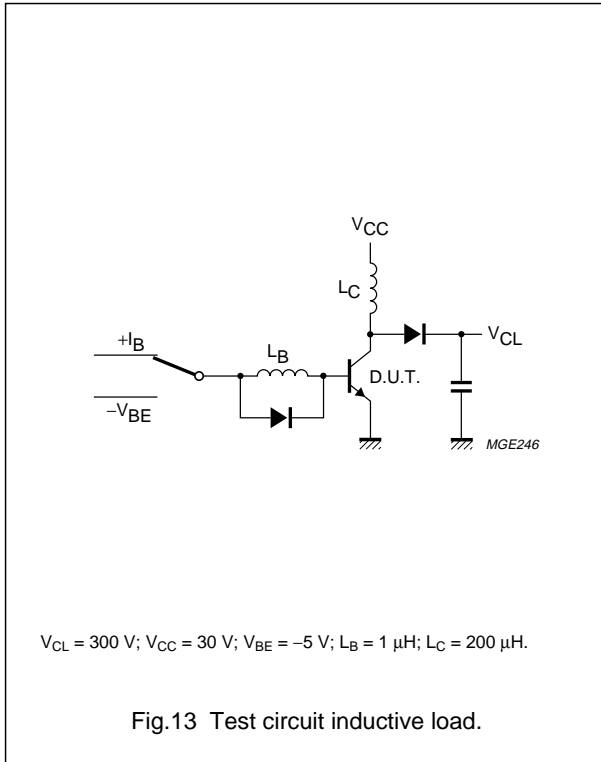 VCC
LC
+IB
LB
VCL
D.U.T.
−VBE
MGE246
VCL = 300 V; VCC = 30 V; VBE = −5 V; LB = 1 μH; LC = 200 μH.
Fig.13 Test circuit inductive load.